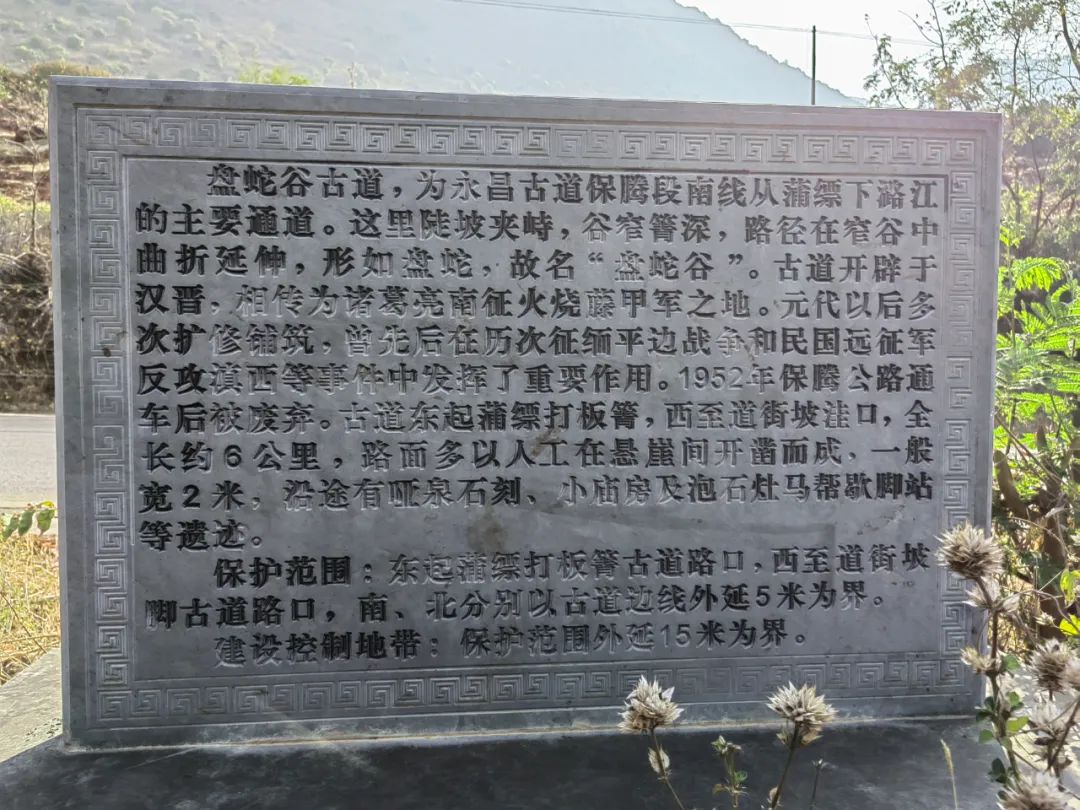 盘蛇谷古道，为永昌古道保腾段南线从蒲缥下潞江
的主要通道。这里陡坡夹峙，谷窄箐深，路径在窄谷中
曲折延伸，形如盘蛇，故名“盘蛇谷”。古道开辟于
汉晋，相传为诸葛亮南征火烧藤甲军之地。元代以后多
次扩修铺筑，曾先后在历次征缅平边战争和民国远征军
反攻滇西等事件中发挥了重要作用。1952年保腾公路通
车后被废弃。古道东起蒲缥打板箐，西至道街坡洼口，全
长约6公里，路面多以人工在悬崖间开凿而成，一般
宽2米，沿途有哑泉石刻、小庙房及泡石灶马帮歇脚站
等遗迹。
保护范围：东起蒲缥打板箐古道路口，西至道街坡
脚古道路口，南、北分别以古道边线外延5米为界。
建设控制地带：保护范围外延15米为界。